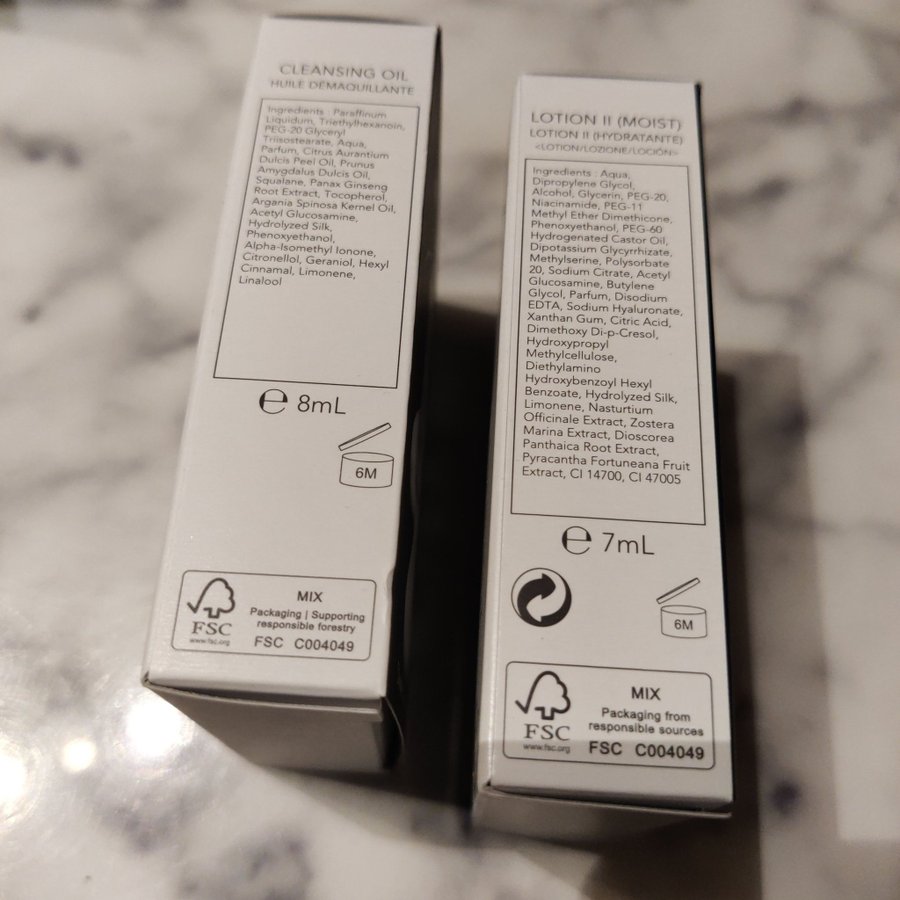 CLEANSING OIL
HUILE DÉMAQUILLANTE
Ingredients : Paraffinum
Liquidum, Triethylhexanoin,
PEG-20 Glyceryl
Triisostearate, Aqua,
Parfum, Citrus Aurantium
Dulcis Peel Oil, Prunus
Amygdalus Dulcis Oil,
Squalane, Panax Ginseng
Root Extract, Tocopherol,
Argania Spinosa Kernel Oil,
Acetyl Glucosamine,
Hydrolyzed Silk,
Phenoxyethanol,
Alpha-Isomethyl Ionone,
Citronellol, Geraniol, Hexyl
Cinnamal, Limonene,
Linalool
℮ 8mL
6M
FSC
www.fsc.org
MIX
Packaging | Supporting
responsible forestry
FSC C004049
LOTION II (MOIST)
LOTION II (HYDRATANTE)
<LOTION/LOZIONE/LOCIÓN>
Ingredients : Aqua,
Dipropylene Glycol,
Alcohol, Glycerin, PEG-20,
Niacinamide, PEG-11
Methyl Ether Dimethicone,
Phenoxyethanol, PEG-60
Hydrogenated Castor Oil,
Dipotassium Glycyrrhizate,
Methylserine, Polysorbate
20, Sodium Citrate, Acetyl
Glucosamine, Butylene
Glycol, Parfum, Disodium
EDTA, Sodium Hyaluronate,
Xanthan Gum, Citric Acid,
Dimethoxy Di-p-Cresol,
Hydroxypropyl
Methylcellulose,
Diethylamino
Hydroxybenzoyl Hexyl
Benzoate, Hydrolyzed Silk,
Limonene, Nasturtium
Officinale Extract, Zostera
Marina Extract, Dioscorea
Panthaica Root Extract,
Pyracantha Fortuneana Fruit
Extract, CI 14700, CI 47005
℮ 7mL
6M
FSC
www.fsc.org
MIX
Packaging from
responsible sources
FSC C004049